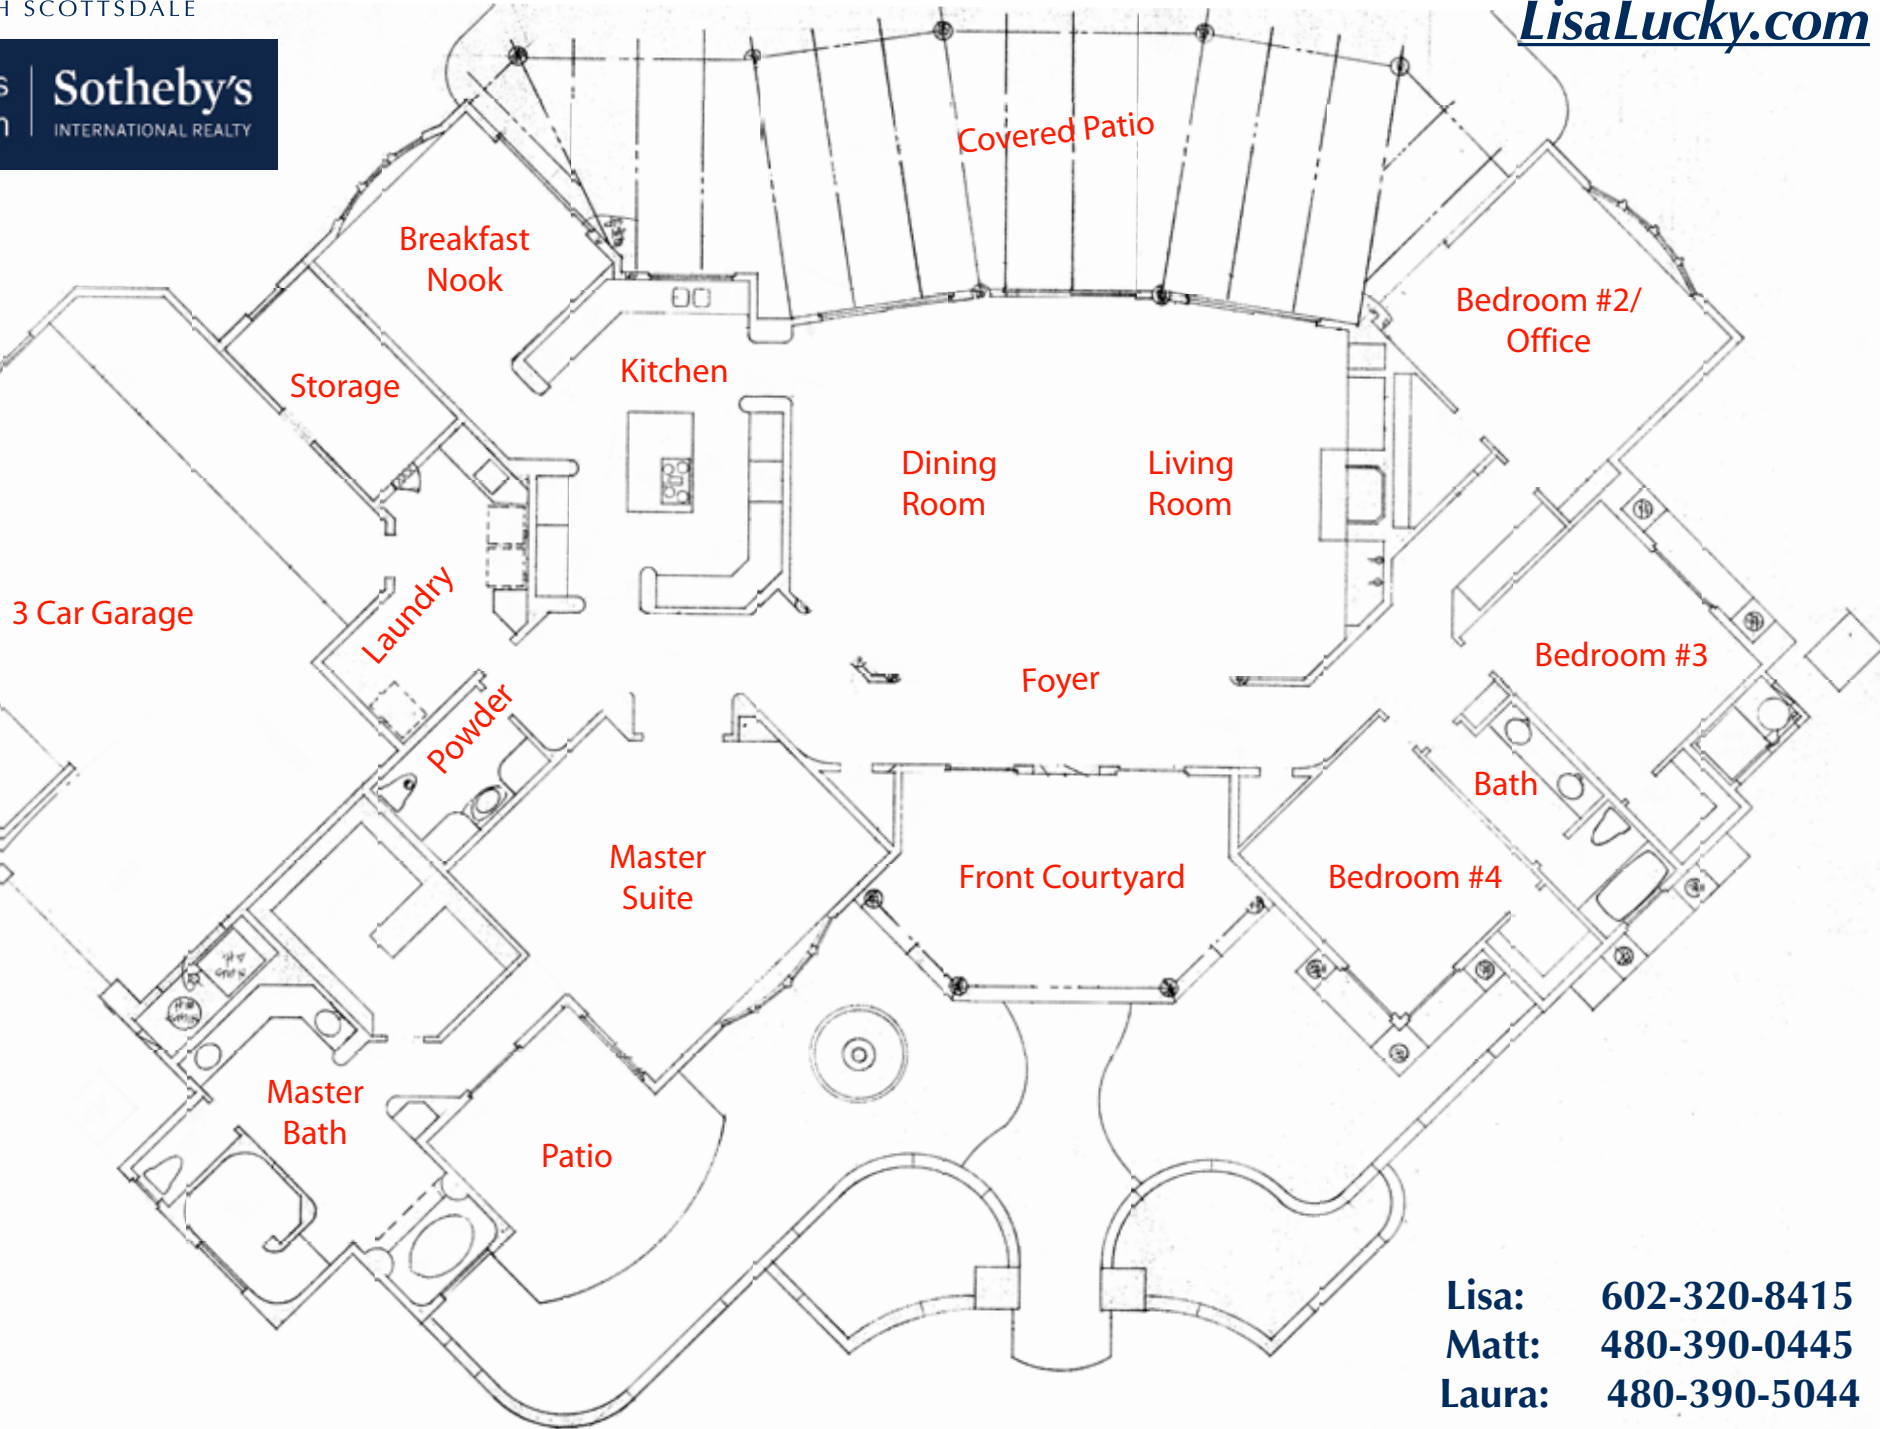 H SCOTTSDALE
LisaLucky.com
s
n
Sotheby's
INTERNATIONAL REALTY
Covered Patio
Breakfast
Nook
Bedroom #2/
Office
Kitchen
Storage
Dining
Room
Living
Room
3 Car Garage
Laundry
Bedroom #3
Foyer
Powder
Bath
Master
Suite
Front Courtyard
Bedroom #4
Master
Bath
Patio
Lisa: 602-320-8415
Matt: 480-390-0445
Laura: 480-390-5044